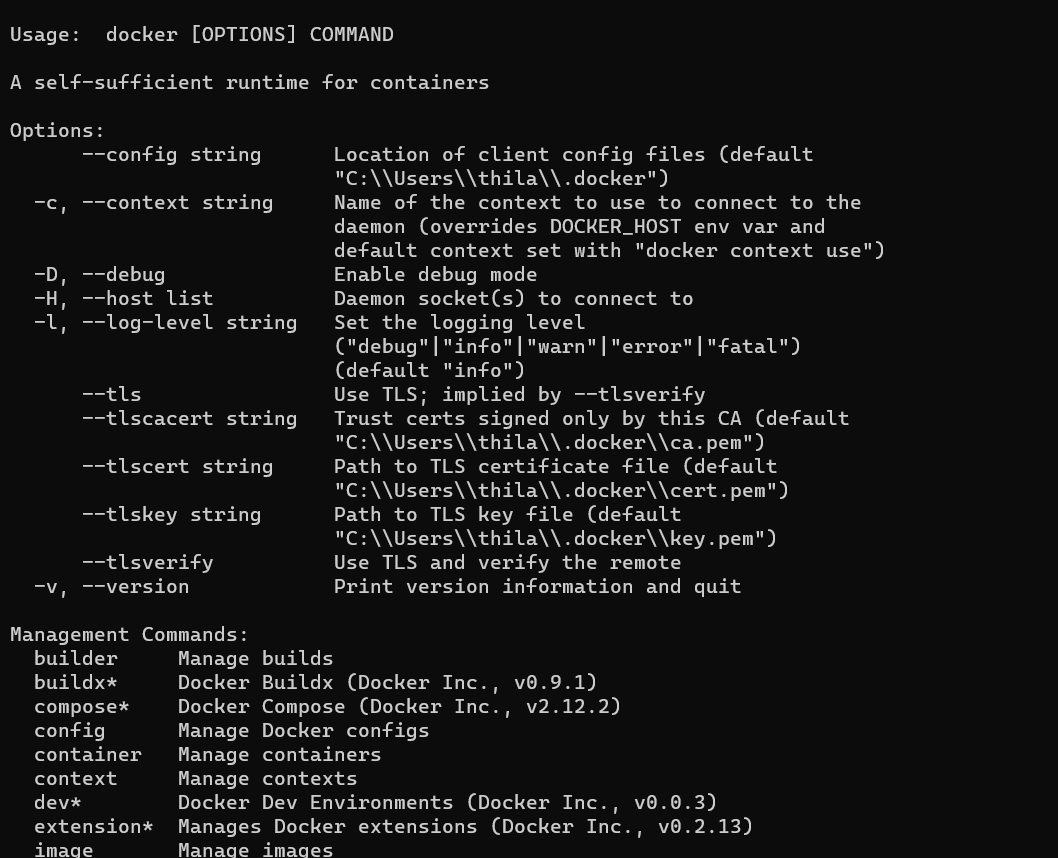 Usage:  docker [OPTIONS] COMMAND

A self-sufficient runtime for containers

Options:
      --config string      Location of client config files (default
                           "C:\\Users\\thila\\.docker")
  -c, --context string     Name of the context to use to connect to the
                           daemon (overrides DOCKER_HOST env var and
                           default context set with "docker context use")
  -D, --debug              Enable debug mode
  -H, --host list          Daemon socket(s) to connect to
  -l, --log-level string   Set the logging level
                           ("debug"|"info"|"warn"|"error"|"fatal")
                           (default "info")
      --tls                Use TLS; implied by --tlsverify
      --tlscacert string   Trust certs signed only by this CA (default
                           "C:\\Users\\thila\\.docker\\ca.pem")
      --tlscert string     Path to TLS certificate file (default
                           "C:\\Users\\thila\\.docker\\cert.pem")
      --tlskey string      Path to TLS key file (default
                           "C:\\Users\\thila\\.docker\\key.pem")
      --tlsverify          Use TLS and verify the remote
  -v, --version            Print version information and quit

Management Commands:
  builder     Manage builds
  buildx*     Docker Buildx (Docker Inc., v0.9.1)
  compose*    Docker Compose (Docker Inc., v2.12.2)
  config      Manage Docker configs
  container   Manage containers
  context     Manage contexts
  dev*        Docker Dev Environments (Docker Inc., v0.0.3)
  extension*  Manages Docker extensions (Docker Inc., v0.2.13)
  image       Manage images